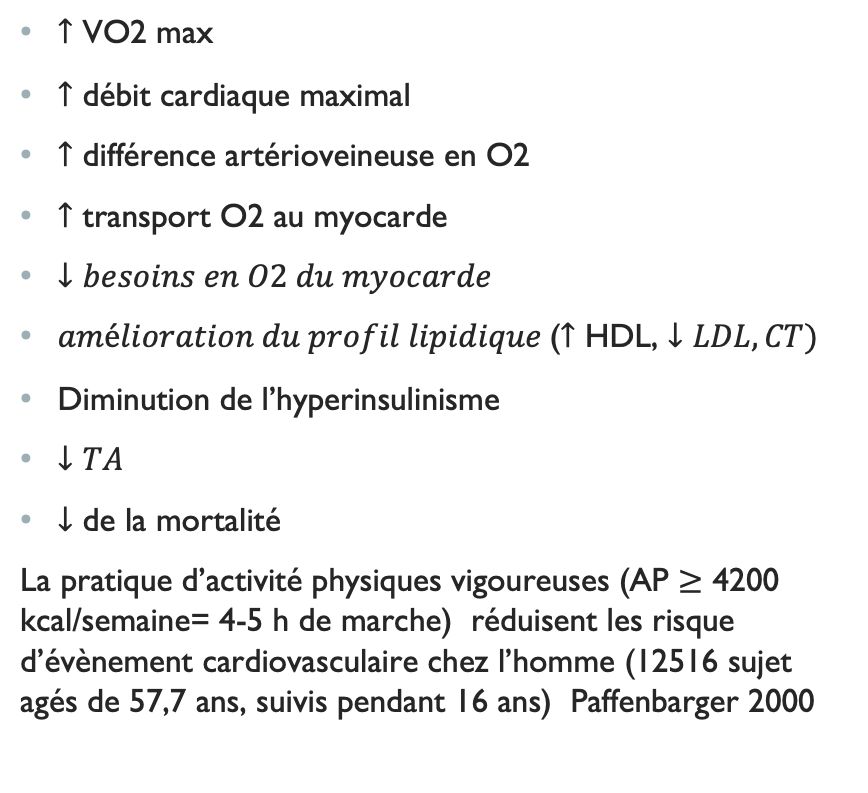 • ↑ VO2 max
• ↑ débit cardiaque maximal
• ↑ différence artérioveineuse en O2
• ↑ transport O2 au myocarde
• ↓ besoins en O2 du myocarde
• amélioration du profil lipidique (↑ HDL, ↓ LDL, CT)
• Diminution de l’hyperinsulinisme
• ↓ TA
• ↓ de la mortalité
La pratique d’activité physiques vigoureuses (AP ≥ 4200
kcal/semaine= 4-5 h de marche) réduisent les risque
d’évènement cardiovasculaire chez l’homme (12516 sujet
agés de 57,7 ans, suivis pendant 16 ans) Paffenbarger 2000